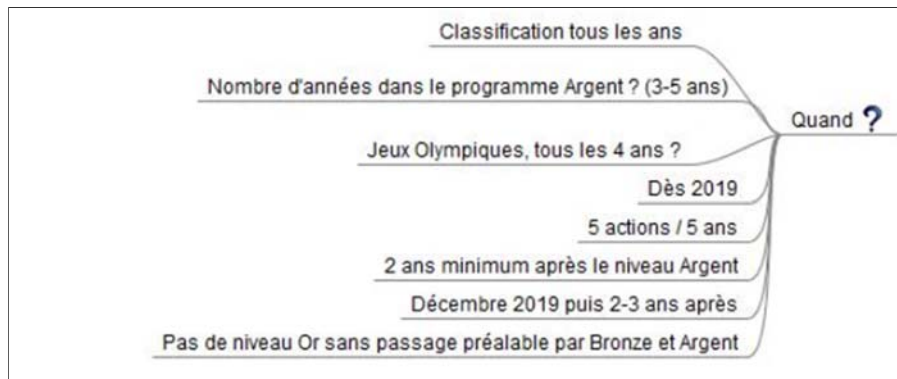 Classification tous les ans
Nombre d'années dans le programme Argent ? (3-5 ans)
Quand ?
Jeux Olympiques, tous les 4 ans ?
Dès 2019
5 actions / 5 ans
2 ans minimum après le niveau Argent
Décembre 2019 puis 2-3 ans après
Pas de niveau Or sans passage préalable par Bronze et Argent